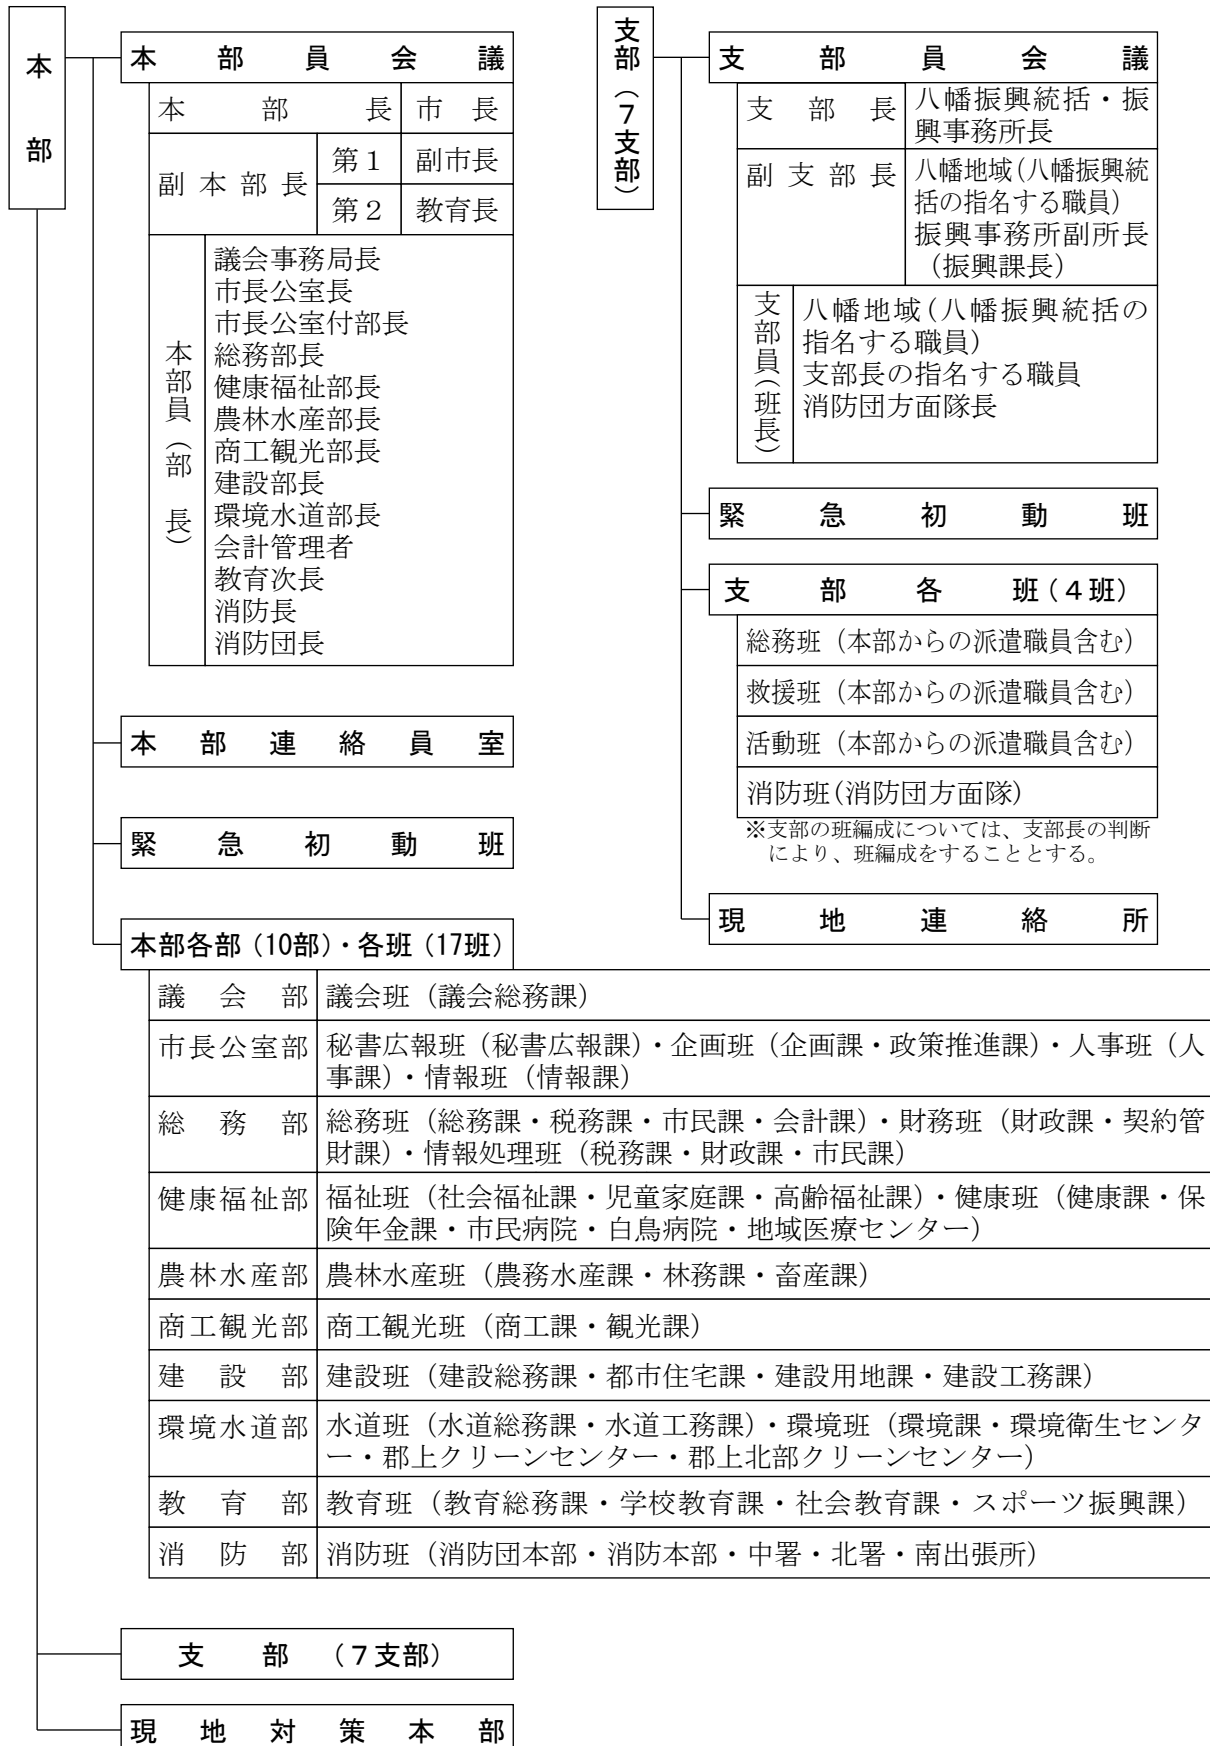 本部
本部員会議
本部長 市長
副本部長 第1 副市長
第2 教育長
本部員（部長）
議会事務局長
市長公室長
市長公室付部長
総務部長
健康福祉部長
農林水産部長
商工観光部長
建設部長
環境水道部長
会計管理者
教育次長
消防長
消防団長
本部連絡員室
緊急初動班
本部各部（10部）・各班（17班）
議会部 議会班（議会総務課）
市長公室部 秘書広報班（秘書広報課）・企画班（企画課・政策推進課）・人事班（人
事課）・情報班（情報課）
総務部 総務班（総務課・税務課・市民課・会計課）・財務班（財政課・契約管
財課）・情報処理班（税務課・財政課・市民課）
健康福祉部 福祉班（社会福祉課・児童家庭課・高齢福祉課）・健康班（健康課・保
険年金課・市民病院・白鳥病院・地域医療センター）
農林水産部 農林水産班（農務水産課・林務課・畜産課）
商工観光部 商工観光班（商工課・観光課）
建設部 建設班（建設総務課・都市住宅課・建設用地課・建設工務課）
環境水道部 水道班（水道総務課・水道工務課）・環境班（環境課・環境衛生センタ
ー・郡上クリーンセンター・郡上北部クリーンセンター）
教育部 教育班（教育総務課・学校教育課・社会教育課・スポーツ振興課）
消防部 消防班（消防団本部・消防本部・中署・北署・南出張所）
支部（７支部）
現地対策本部
支部（７支部）
支部員会議
支部長 八幡振興統括・振
興事務所長
副支部長 八幡地域（八幡振興統
括の指名する職員）
振興事務所副所長
（振興課長）
支部員（班長）
八幡地域（八幡振興統括の
指名する職員）
支部長の指名する職員
消防団方面隊長
緊急初動班
支部各班（４班）
総務班（本部からの派遣職員含む）
救援班（本部からの派遣職員含む）
活動班（本部からの派遣職員含む）
消防班（消防団方面隊）
※支部の班編成については、支部長の判断
により、班編成をすることとする。
現地連絡所